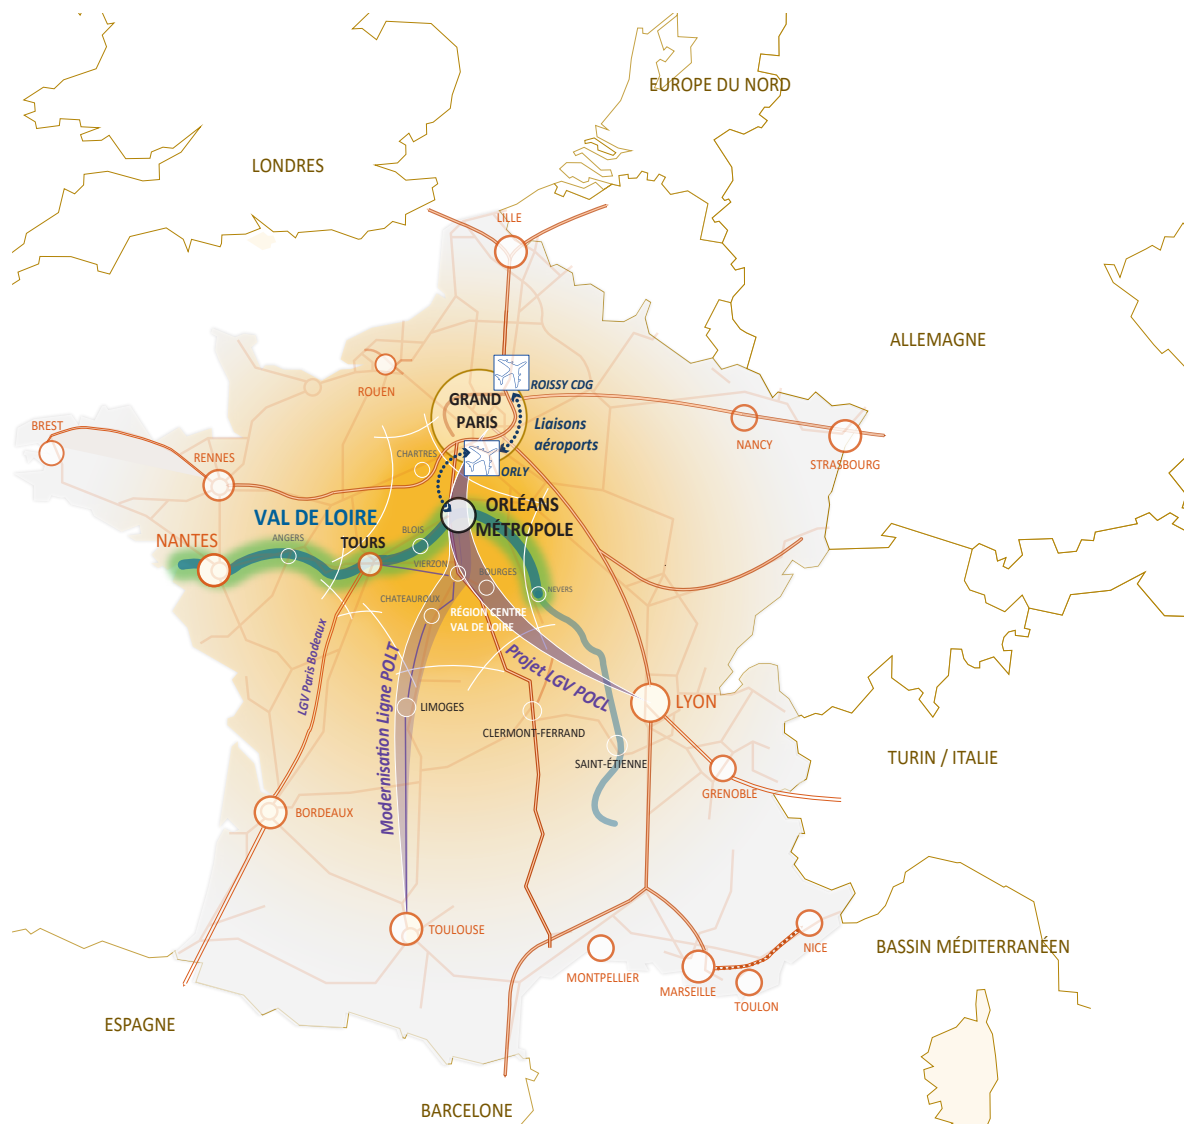 EUROPE DU NORD
LONDRES
LILLE
ALLEMAGNE
ROISSY CDG
ROUEN
GRAND
PARIS
Liaisons
aéroports
BREST
NANCY
CHARTRES
RENNES
STRASBOURG
ORLY
ORLÉANS
MÉTROPOLE
VAL DE LOIRE
BLOIS
NANTES
ANGERS
TOURS
VIERZON
BOURGES
NEVERS
CHATEAUROUX
RÉGION CENTRE
VAL DE LOIRE
LGV Paris Bodeaux
Modernisation Ligne POLT
Projet LGV POCL
LYON
LIMOGES
CLERMONT-FERRAND
SAINT-ÉTIENNE
TURIN / ITALIE
GRENOBLE
BORDEAUX
TOULOUSE
NICE
BASSIN MÉDITERRANÉEN
MONTPELLIER
MARSEILLE
TOULON
ESPAGNE
BARCELONE